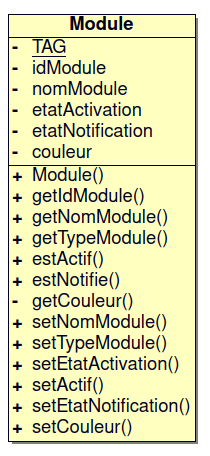 Module
- TAG
- idModule
- nomModule
- etatActivation
- etatNotification
- couleur
+ Module()
+ getIdModule()
+ getNomModule()
+ getTypeModule()
+ estActif()
+ estNotifie()
- getCouleur()
+ setNomModule()
+ setTypeModule()
+ setEtatActivation()
+ setActif()
+ setEtatNotification()
+ setCouleur()